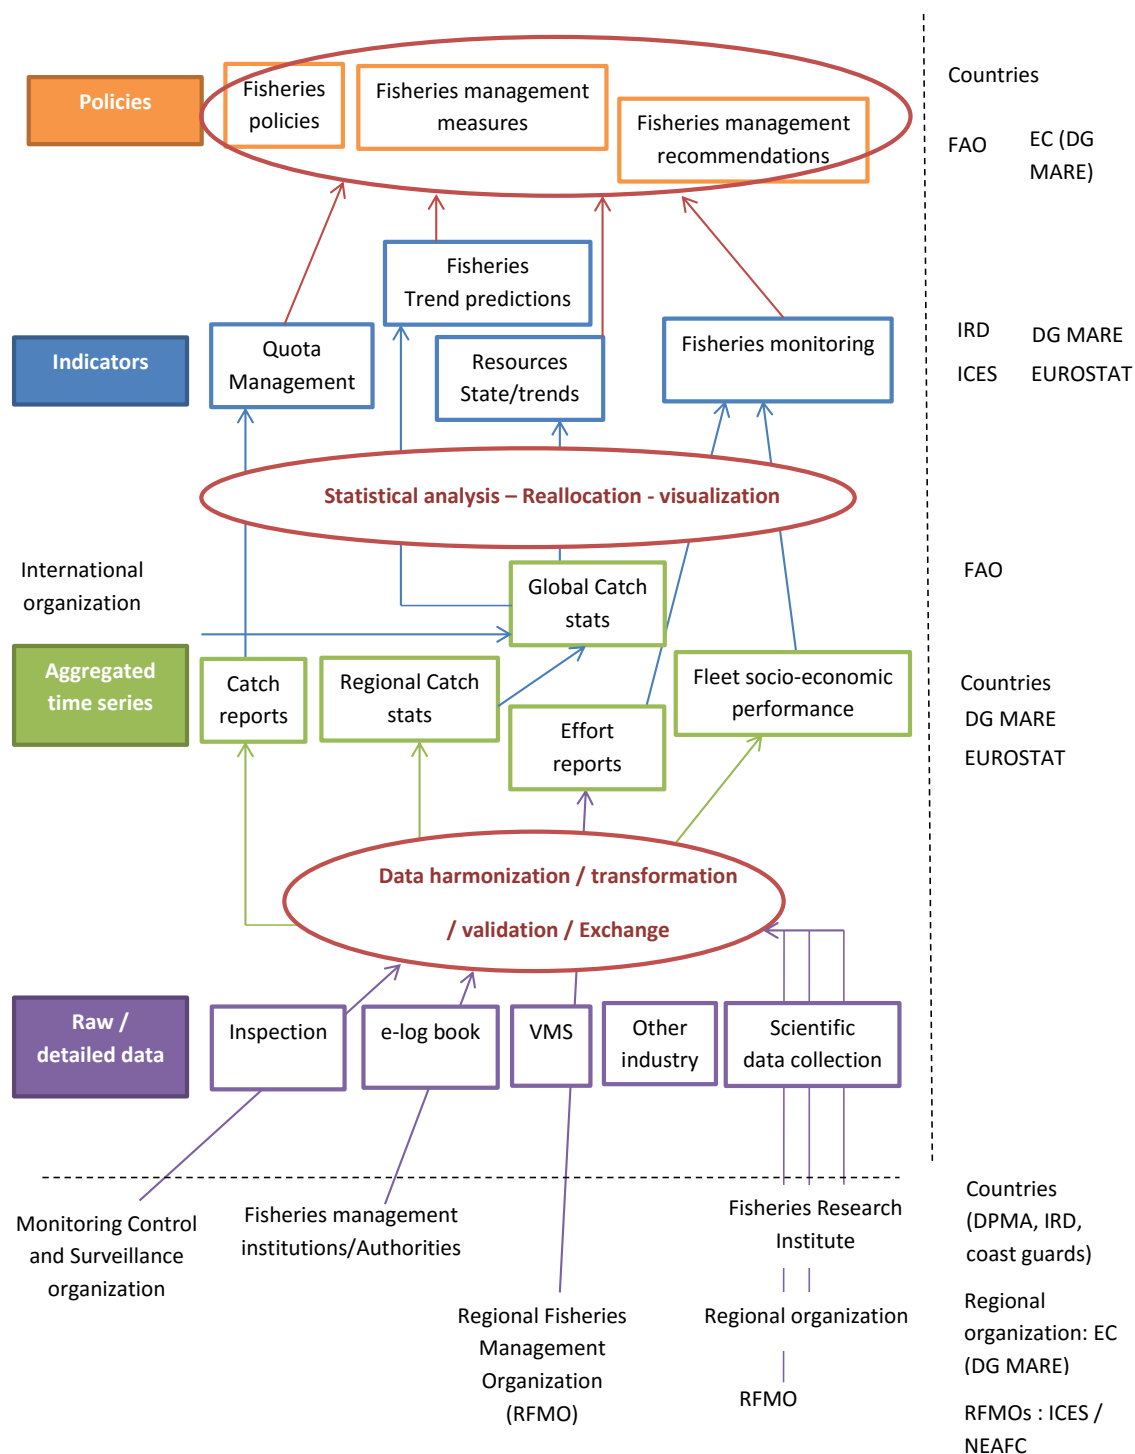 Policies
Fisheries
policies
Fisheries management
measures
Fisheries management
recommendations
Countries
FAO
EC (DG
MARE)
Fisheries
Trend predictions
Indicators
Quota
Management
Resources
State/trends
Fisheries monitoring
IRD
DG MARE
ICES
EUROSTAT
Statistical analysis – Reallocation - visualization
International
organization
Global Catch
stats
FAO
Aggregated
time series
Catch
reports
Regional Catch
stats
Effort
reports
Fleet socio-economic
performance
Countries
DG MARE
EUROSTAT
Data harmonization / transformation
/ validation / Exchange
Raw /
detailed data
Inspection
e-log book
VMS
Other
industry
Scientific
data collection
Monitoring Control
and Surveillance
organization
Fisheries management
institutions/Authorities
Regional Fisheries
Management
Organization
(RFMO)
Fisheries Research
Institute
Regional organization
RFMO
Countries
(DPMA, IRD,
coast guards)
Regional
organization: EC
(DG MARE)
RFMOs : ICES /
NEAFC